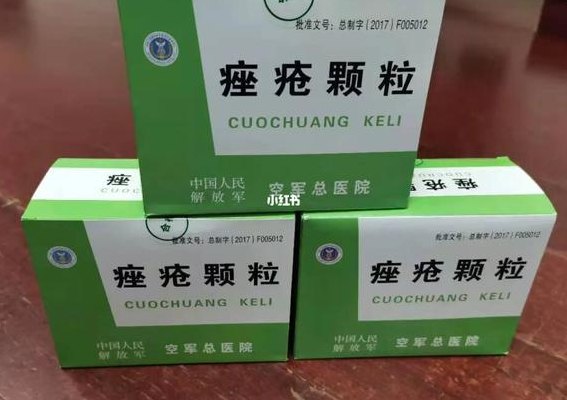 批准文号：总制字（2017）F005012
痤疮颗粒
CUOCHUANG KELI
中国人民
解放军
空军总医院
小红书
痤
CUOCHUANG
批准文号：总制字（2017）F005012
痤疮颗粒
CUOCHUANG KELI
中国人民
解放军
空军总医院
痤疮
批准文号：总制字（2017）F005012
痤疮颗粒
CUOCHUANG KELI
中国人民
解放军
空军总医院